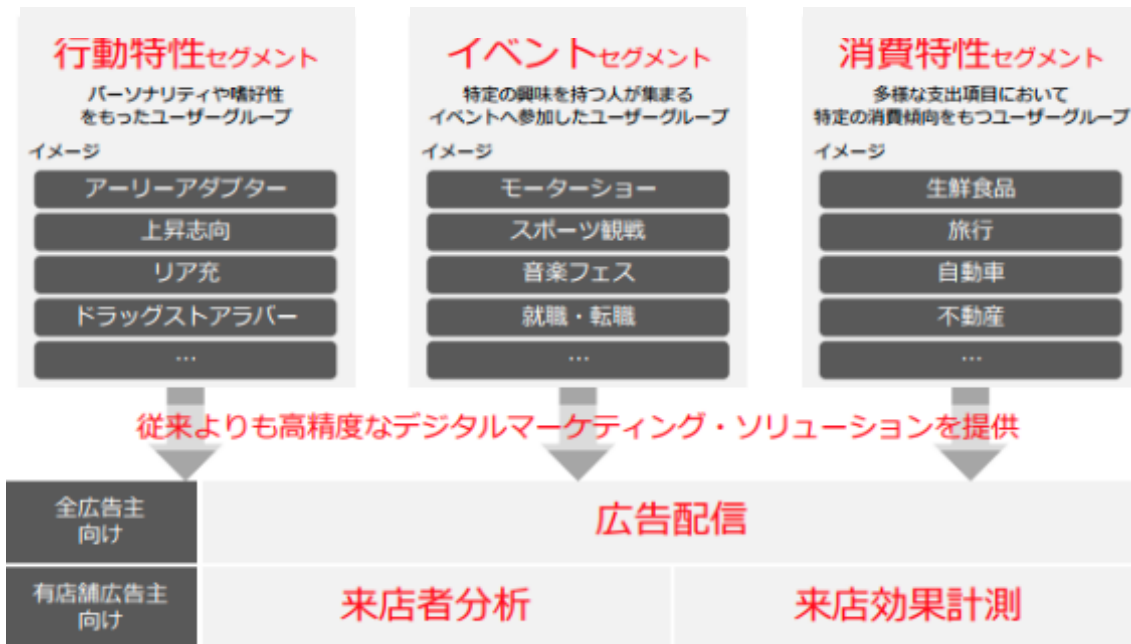 行動特性セグメント
パーソナリティや嗜好性
をもったユーザーグループ
イメージ
アーリーアダプター
上昇志向
リア充
ドラッグストアラバー
…
イベントセグメント
特定の興味を持つ人が集まる
イベントへ参加したユーザーグループ
イメージ
モーターショー
スポーツ観戦
音楽フェス
就職・転職
…
消費特性セグメント
多様な支出項目において
特定の消費傾向をもつユーザーグループ
イメージ
生鮮食品
旅行
自動車
不動産
…
従来よりも高精度なデジタルマーケティング・ソリューションを提供
全広告主
向け
広告配信
有店舗広告主
向け
来店者分析
来店効果計測